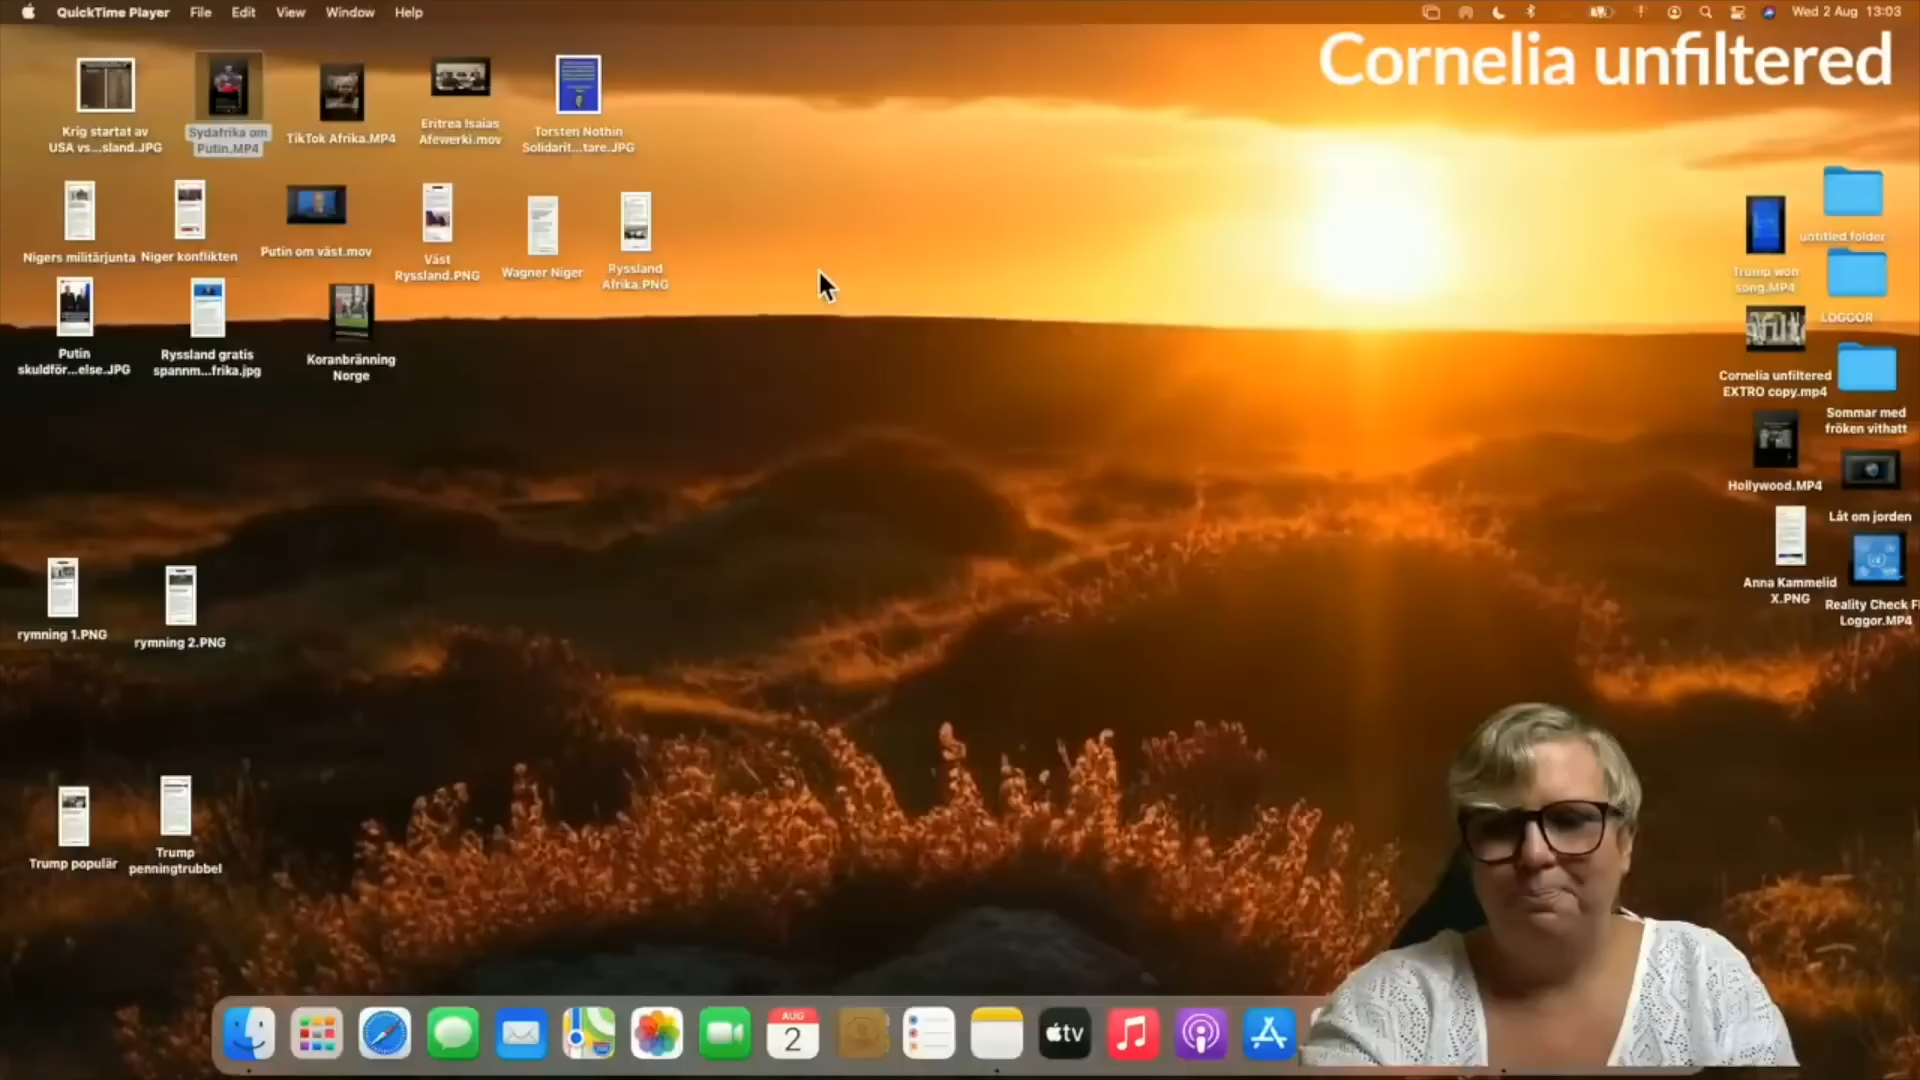 QuickTime Player File Edit View Window Help
Wed 2 Aug 13:03
Cornelia unfiltered
Krig startat av
USA vs...sland.JPG
Sydafrika om
Putin.MP4
TikTok Afrika.MP4
Eritrea Isaias
Afewerki.mov
Torsten Nothin
Solidarit...tare.JPG
Nigers militärjunta
Niger konflikten
Putin om väst.mov
Väst
Ryssland.PNG
Wagner Niger
Ryssland
Afrika.PNG
Putin
skuldför...else.JPG
Ryssland gratis
spannm...frika.jpg
Koranbränning
Norge
untitled folder
Trump won
song.MP4
LOGGOR
Cornelia unfiltered
EXTRO copy.mp4
Sommar med
fröken vithatt
Hollywood.MP4
Låt om jorden
Anna Kammelid
X.PNG
Reality Check F
Loggor.MP4
rymning 1.PNG
rymning 2.PNG
Trump populär
Trump
penningtrubbel
AUG
2
tv